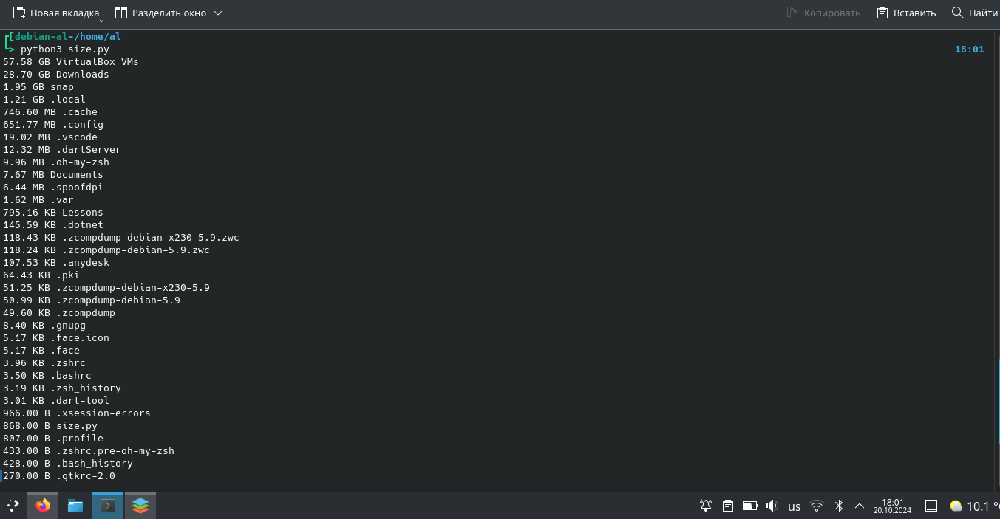 Новая вкладка Разделить окно Копировать Вставить Найти
[debian-al-/home/al
> python3 size.py 18:01
57.58 GB VirtualBox VMs
28.70 GB Downloads
1.95 GB snap
1.21 GB .local
746.60 MB .cache
651.77 MB .config
19.02 MB .vscode
12.32 MB .dartServer
9.96 MB .oh-my-zsh
7.67 MB Documents
6.44 MB .spoofdpi
1.62 MB .var
795.16 KB Lessons
145.59 KB .dotnet
118.43 KB .zcompdump-debian-x230-5.9.zwc
118.24 KB .zcompdump-debian-5.9.zwc
107.53 KB .anydesk
64.43 KB .pki
51.25 KB .zcompdump-debian-x230-5.9
50.99 KB .zcompdump-debian-5.9
49.60 KB .zcompdump
8.40 KB .gnupg
5.17 KB .face.icon
5.17 KB .face
3.96 KB .zshrc
3.50 KB .bashrc
3.19 KB .zsh_history
3.01 KB .dart-tool
966.00 B .xsession-errors
868.00 B size.py
807.00 B .profile
433.00 B .zshrc.pre-oh-my-zsh
428.00 B .bash_history
270.00 B .gtkrc-2.0
us 18:01 10.1 °
20.10.2024